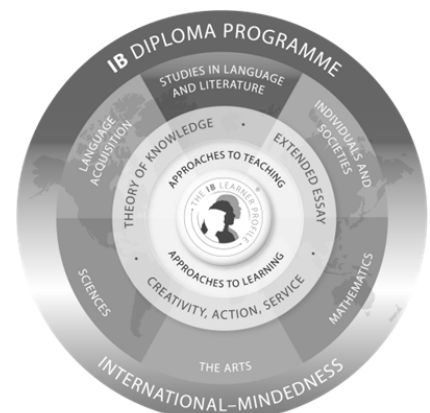 IB DIPLOMA PROGRAMME
STUDIES IN LANGUAGE
AND LITERATURE
LANGUAGE
ACQUISITION
INDIVIDUALS AND
SOCIETIES
THEORY OF KNOWLEDGE
EXTENDED ESSAY
APPROACHES TO TEACHING
THE IB LEARNER PROFILE
APPROACHES TO LEARNING
CREATIVITY, ACTION, SERVICE
SCIENCES
MATHEMATICS
THE ARTS
INTERNATIONAL–MINDEDNESS